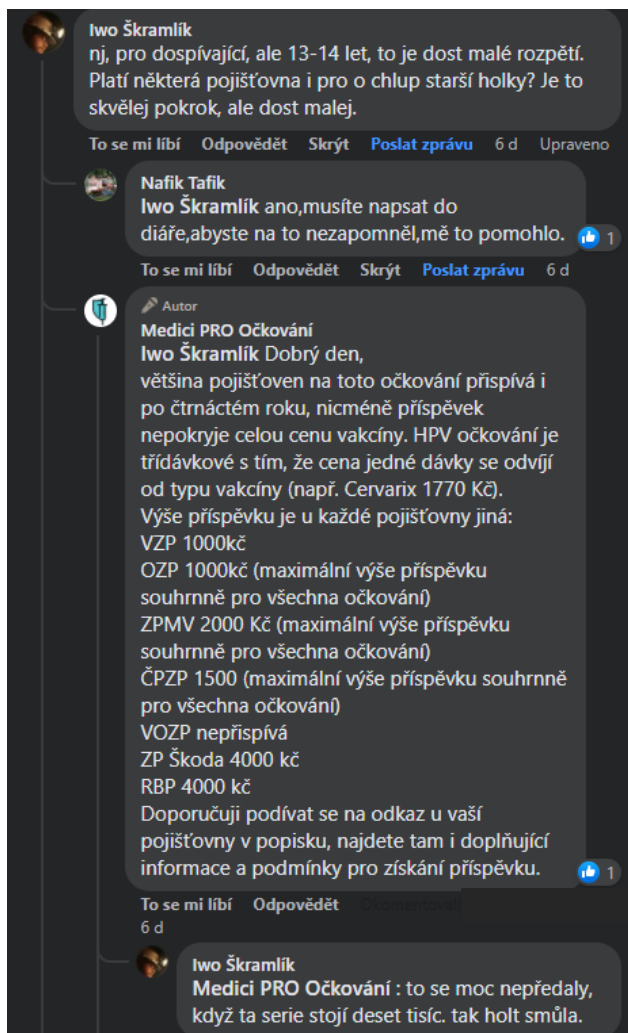 Iwo Škramlík
nj, pro dospívající, ale 13-14 let, to je dost malé rozpětí.
Platí některá pojišťovna i pro o chlup starší holky? Je to
skvělej pokrok, ale dost malej.
To se mi líbí Odpovědět Skrýt Poslat zprávu 6 d Upraveno
Nafik Tafik
Iwo Škramlík ano,musíte napsat do
diáře,abyste na to nezapomněl,mě to pomohlo. 1
To se mi líbí Odpovědět Skrýt Poslat zprávu 6 d
Autor
Medici PRO Očkování
Iwo Škramlík Dobrý den,
většina pojišťoven na toto očkování přispívá i
po čtrnáctém roku, nicméně příspěvek
nepokryje celou cenu vakcíny. HPV očkování je
třídávkové s tím, že cena jedné dávky se odvíjí
od typu vakcíny (např. Cervarix 1770 Kč).
Výše příspěvku je u každé pojišťovny jiná:
VZP 1000kč
OZP 1000kč (maximální výše příspěvku
souhrnně pro všechna očkování)
ZPMV 2000 Kč (maximální výše příspěvku
souhrnně pro všechna očkování)
ČPZP 1500 (maximální výše příspěvku souhrnně
pro všechna očkování)
VOZP nepřispívá
ZP Škoda 4000 kč
RBP 4000 kč
Doporučuji podívat se na odkaz u vaší
pojišťovny v popisku, najdete tam i doplňující
informace a podmínky pro získání příspěvku. 1
To se mi líbí Odpovědět
6 d
Iwo Škramlík
Medici PRO Očkování : to se moc nepředaly,
když ta serie stojí deset tisíc. tak holt smůla.